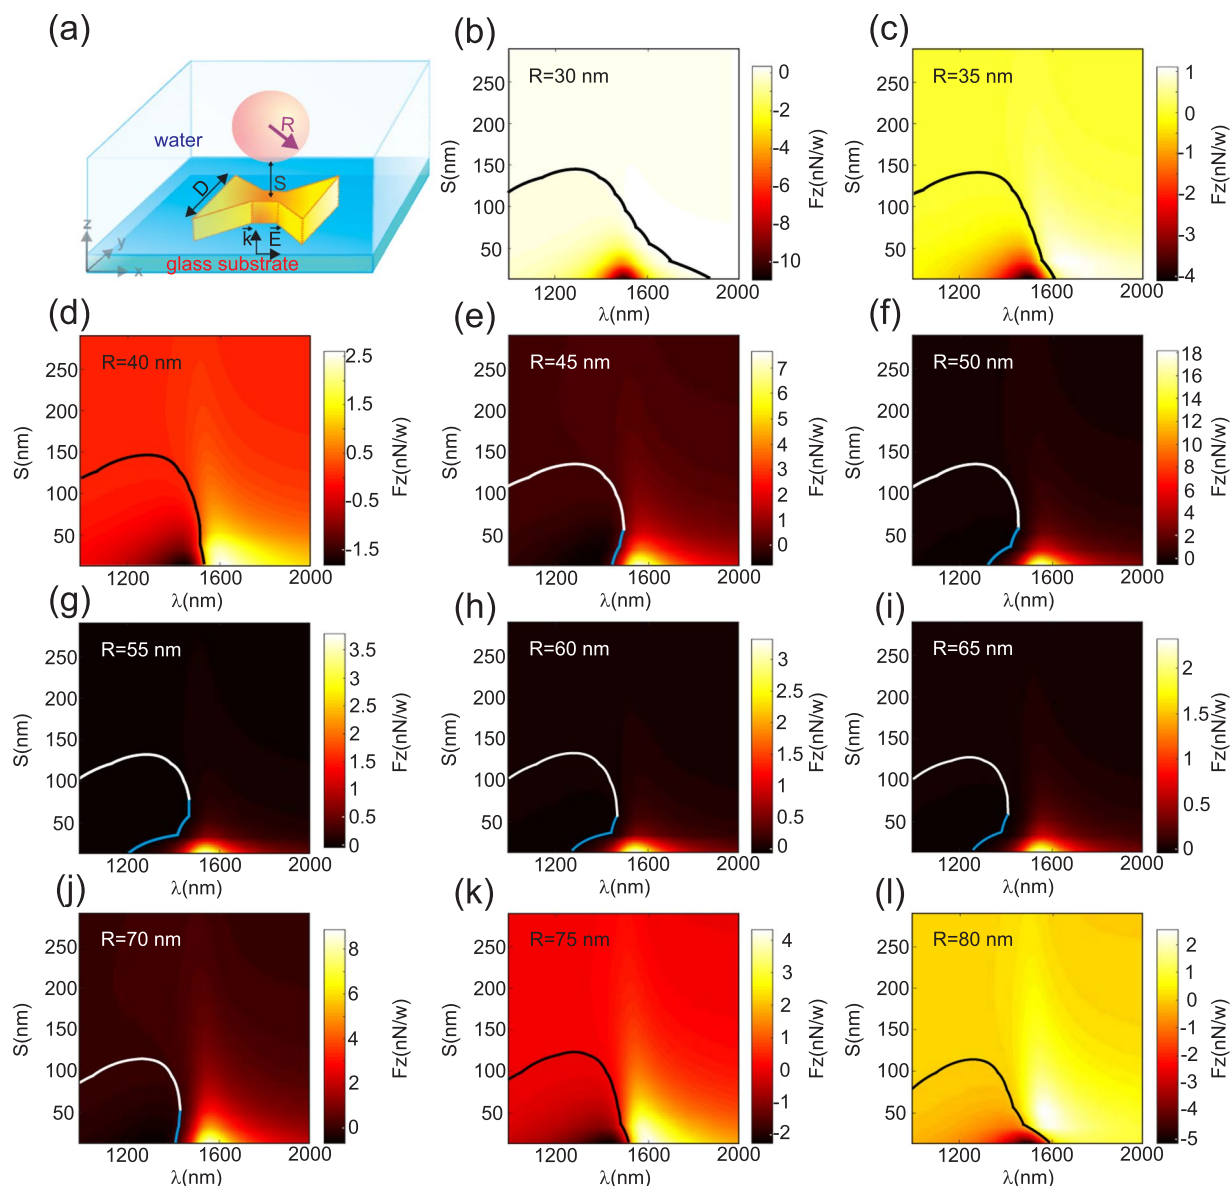 (a)
water
R
D
S
k
E
z
y
x
glass substrate
(b)
R=30 nm
250
200
150
100
50
S(nm)
1200
1600
2000
λ(nm)
0
-2
-4
-6
-8
-10
Fz(nN/w)
(c)
R=35 nm
250
200
150
100
50
S(nm)
1200
1600
2000
λ(nm)
1
0
-1
-2
-3
-4
Fz(nN/w)
(d)
R=40 nm
250
200
150
100
50
S(nm)
1200
1600
2000
λ(nm)
2.5
1.5
0.5
-0.5
-1.5
Fz(nN/w)
(e)
R=45 nm
250
200
150
100
50
S(nm)
1200
1600
2000
λ(nm)
7
6
5
4
3
2
1
0
Fz(nN/w)
(f)
R=50 nm
250
200
150
100
50
S(nm)
1200
1600
2000
λ(nm)
18
16
14
12
10
8
6
4
2
0
Fz(nN/w)
(g)
R=55 nm
250
200
150
100
50
S(nm)
1200
1600
2000
λ(nm)
3.5
3
2.5
2
1.5
1
0.5
0
Fz(nN/w)
(h)
R=60 nm
250
200
150
100
50
S(nm)
1200
1600
2000
λ(nm)
3
2.5
2
1.5
1
0.5
0
Fz(nN/w)
(i)
R=65 nm
250
200
150
100
50
S(nm)
1200
1600
2000
λ(nm)
2
1.5
1
0.5
0
Fz(nN/w)
(j)
R=70 nm
250
200
150
100
50
S(nm)
1200
1600
2000
λ(nm)
8
6
4
2
0
Fz(nN/w)
(k)
R=75 nm
250
200
150
100
50
S(nm)
1200
1600
2000
λ(nm)
4
3
2
1
0
-1
-2
Fz(nN/w)
(l)
R=80 nm
250
200
150
100
50
S(nm)
1200
1600
2000
λ(nm)
2
1
0
-1
-2
-3
-4
-5
Fz(nN/w)